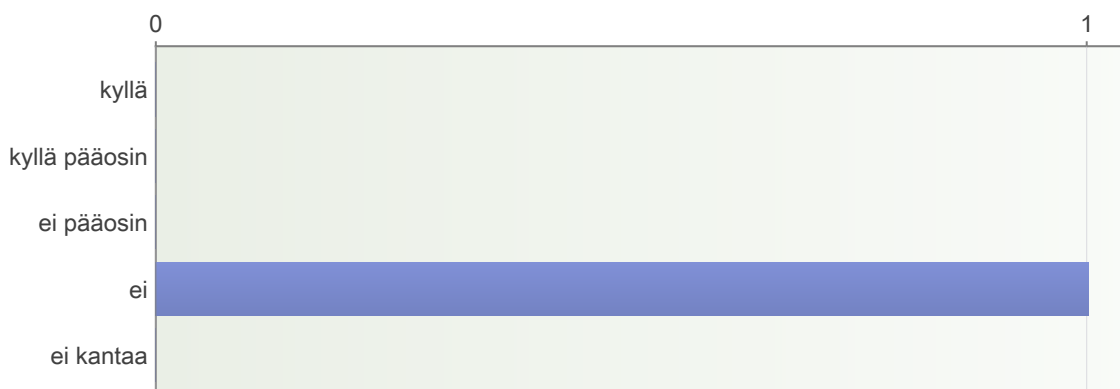 0 1
kyllä
kyllä pääosin
ei pääosin
ei
ei kantaa